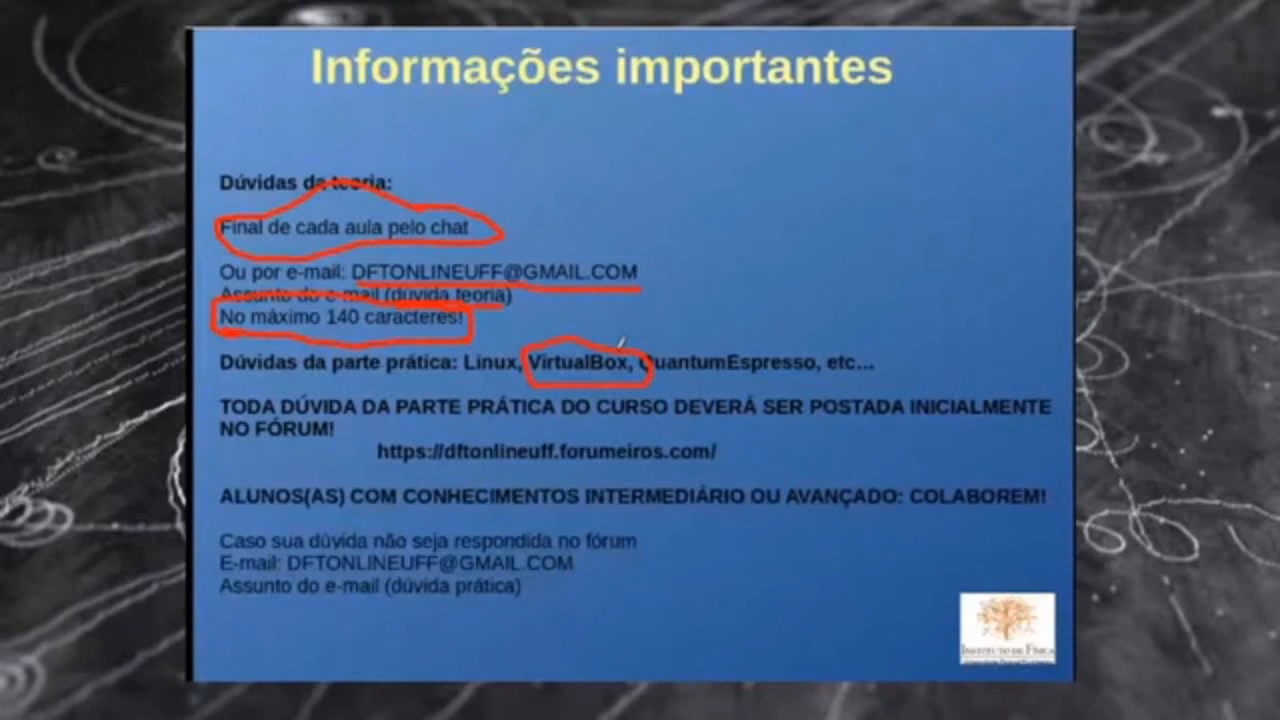 Informações importantes
Dúvidas da teoria:
Final de cada aula pelo chat
Ou por e-mail: DFTONLINEUFF@GMAIL.COM
Assunto do e-mail (dúvida teoria)
No máximo 140 caracteres!
Dúvidas da parte prática: Linux, VirtualBox, QuantumEspresso, etc...
TODA DÚVIDA DA PARTE PRÁTICA DO CURSO DEVERÁ SER POSTADA INICIALMENTE
NO FÓRUM!
https://dftonlineuff.forumeiros.com/
ALUNOS(AS) COM CONHECIMENTOS INTERMEDIÁRIO OU AVANÇADO: COLABOREM!
Caso sua dúvida não seja respondida no fórum
E-mail: DFTONLINEUFF@GMAIL.COM
Assunto do e-mail (dúvida prática)
INSTITUTO DE FÍSICA